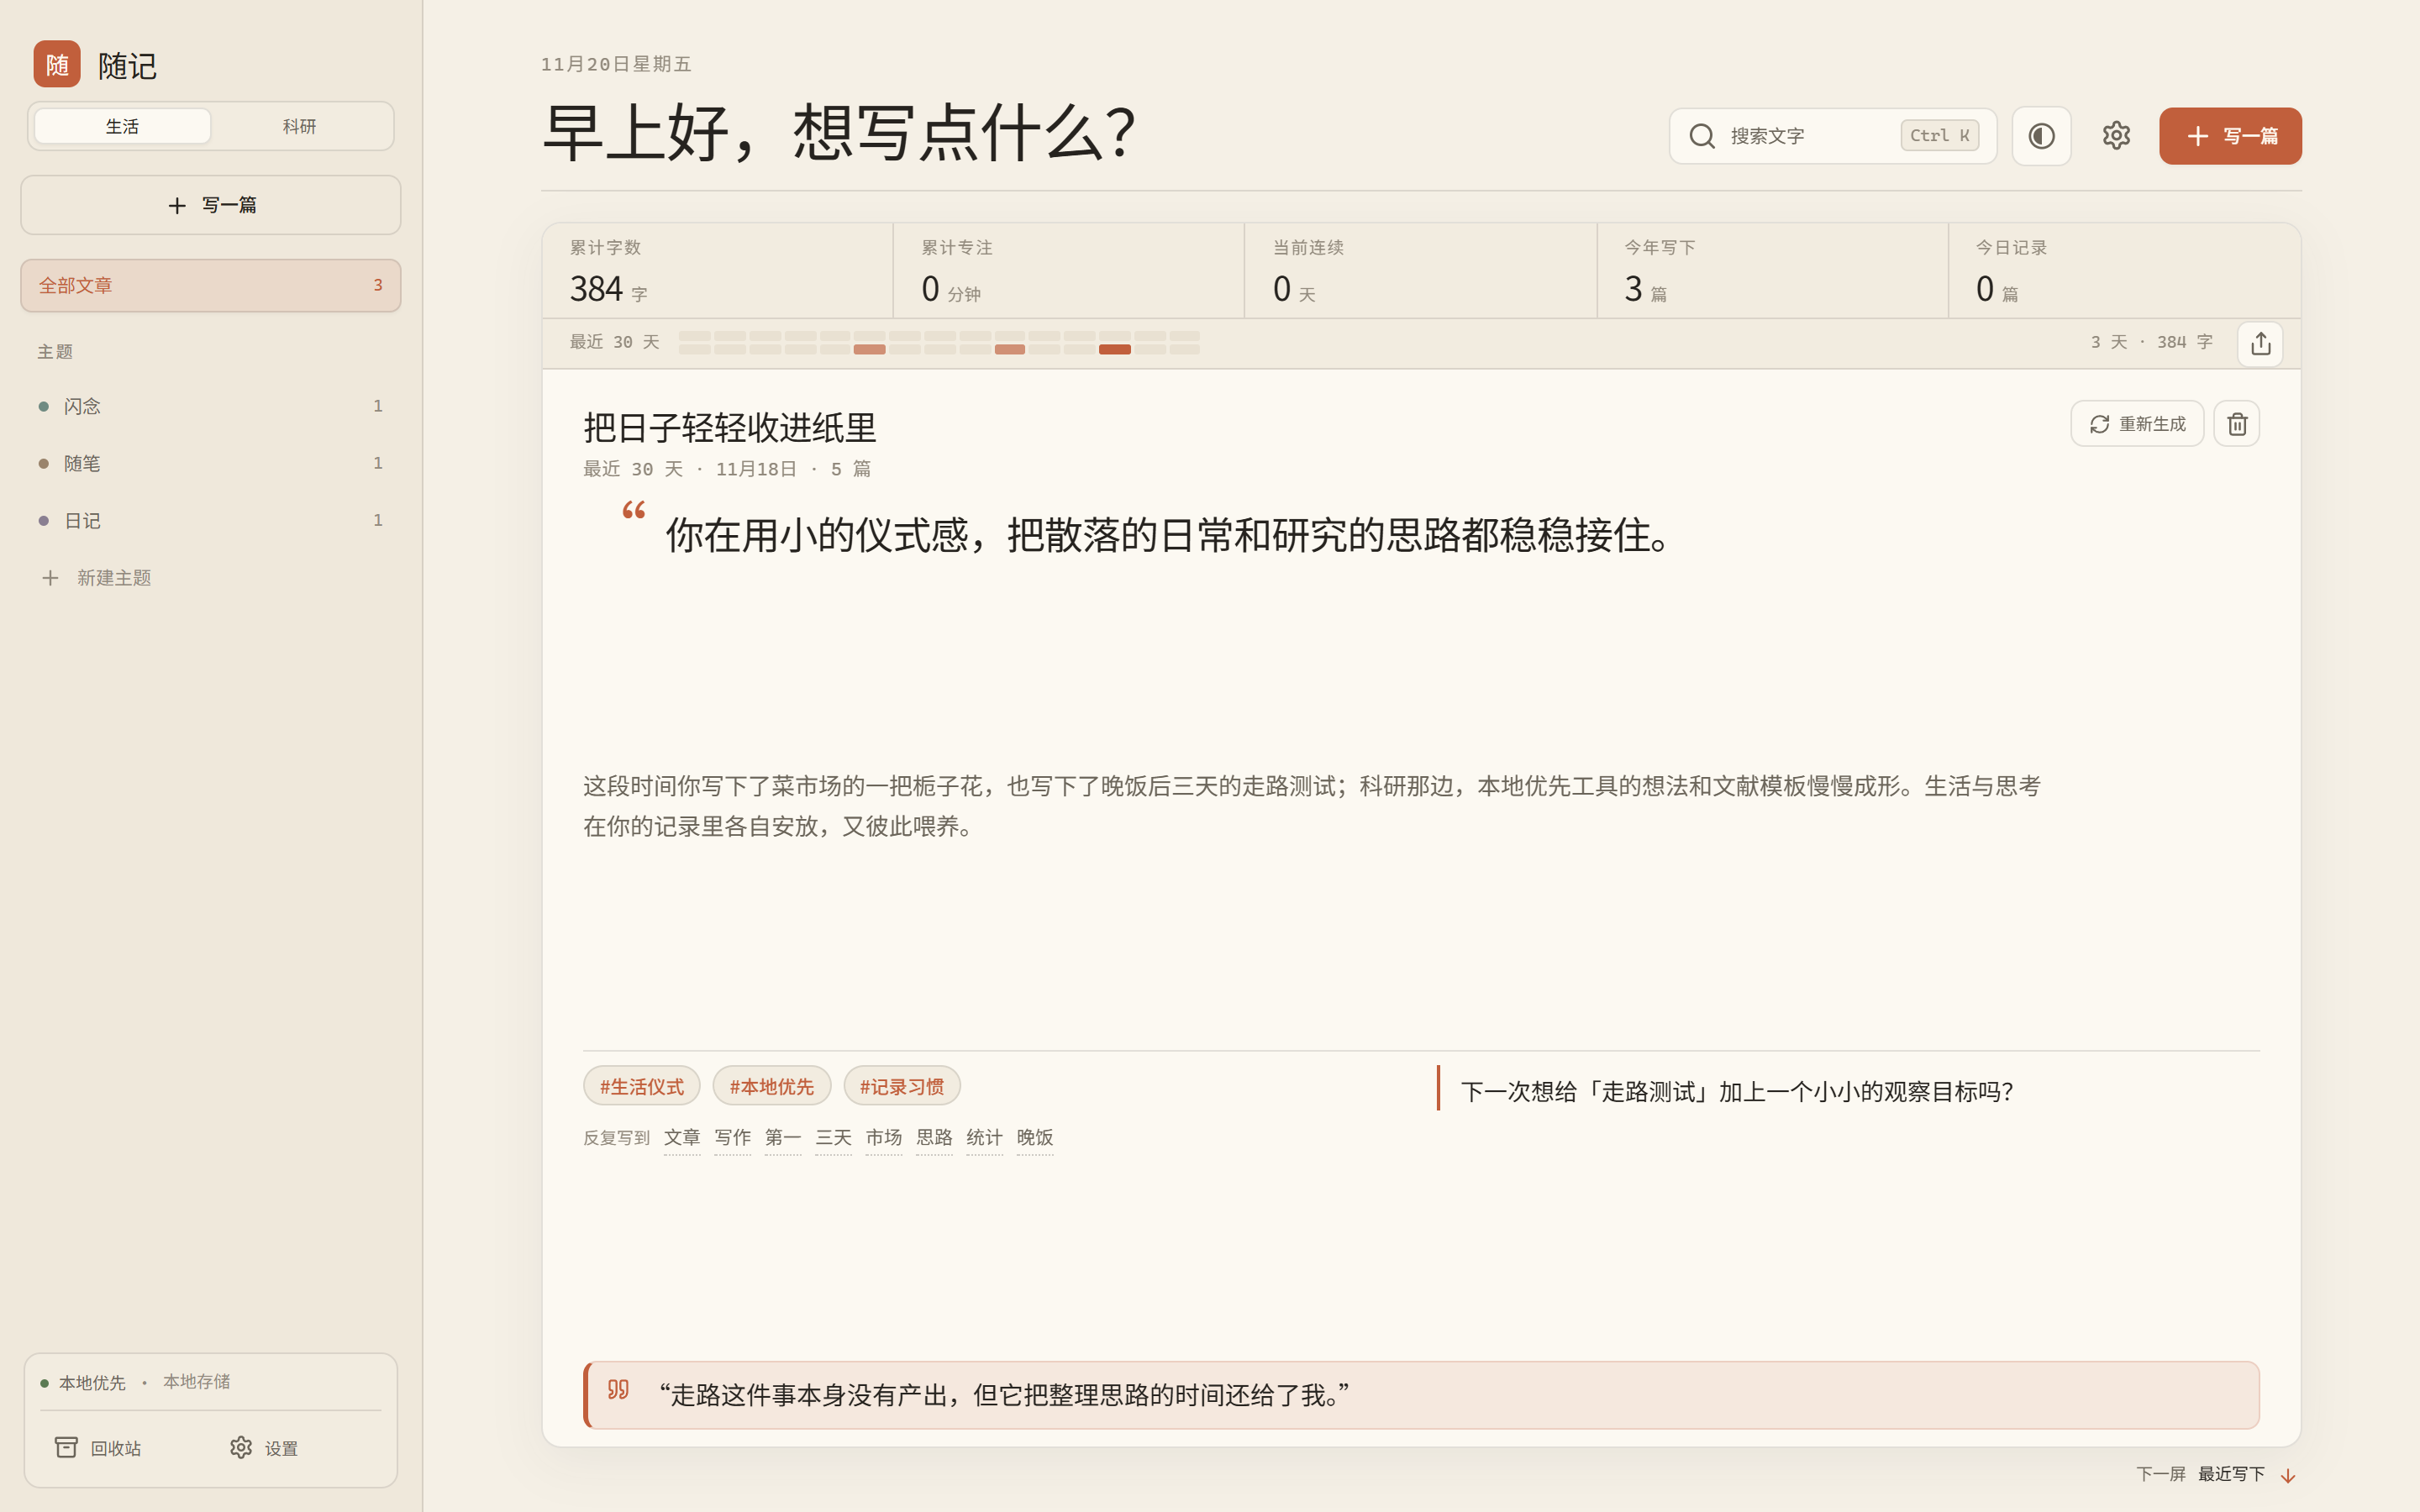 随 随记
生活 科研
写一篇
全部文章 3
主题
闪念 1
随笔 1
日记 1
新建主题
本地优先 · 本地存储
回收站 设置
11月20日星期五
早上好，想写点什么？
搜索文字 Ctrl K
写一篇
累计字数 累计专注 当前连续 今年写下 今日记录
384 字 0 分钟 0 天 3 篇 0 篇
最近 30 天 3 天 · 384 字
把日子轻轻收进纸里
重新生成
最近 30 天 · 11月18日 · 5 篇
“ 你在用小的仪式感，把散落的日常和研究的思路都稳稳接住。
这段时间你写下了菜市场的一把栀子花，也写下了晚饭后三天的走路测试；科研那边，本地优先工具的想法和文献模板慢慢成形。生活与思考
在你的记录里各自安放，又彼此喂养。
#生活仪式 #本地优先 #记录习惯
下一次想给「走路测试」加上一个小小的观察目标吗？
反复写到 文章 写作 第一 三天 市场 思路 统计 晚饭
“走路这件事本身没有产出，但它把整理思路的时间还给了我。”
下一屏 最近写下